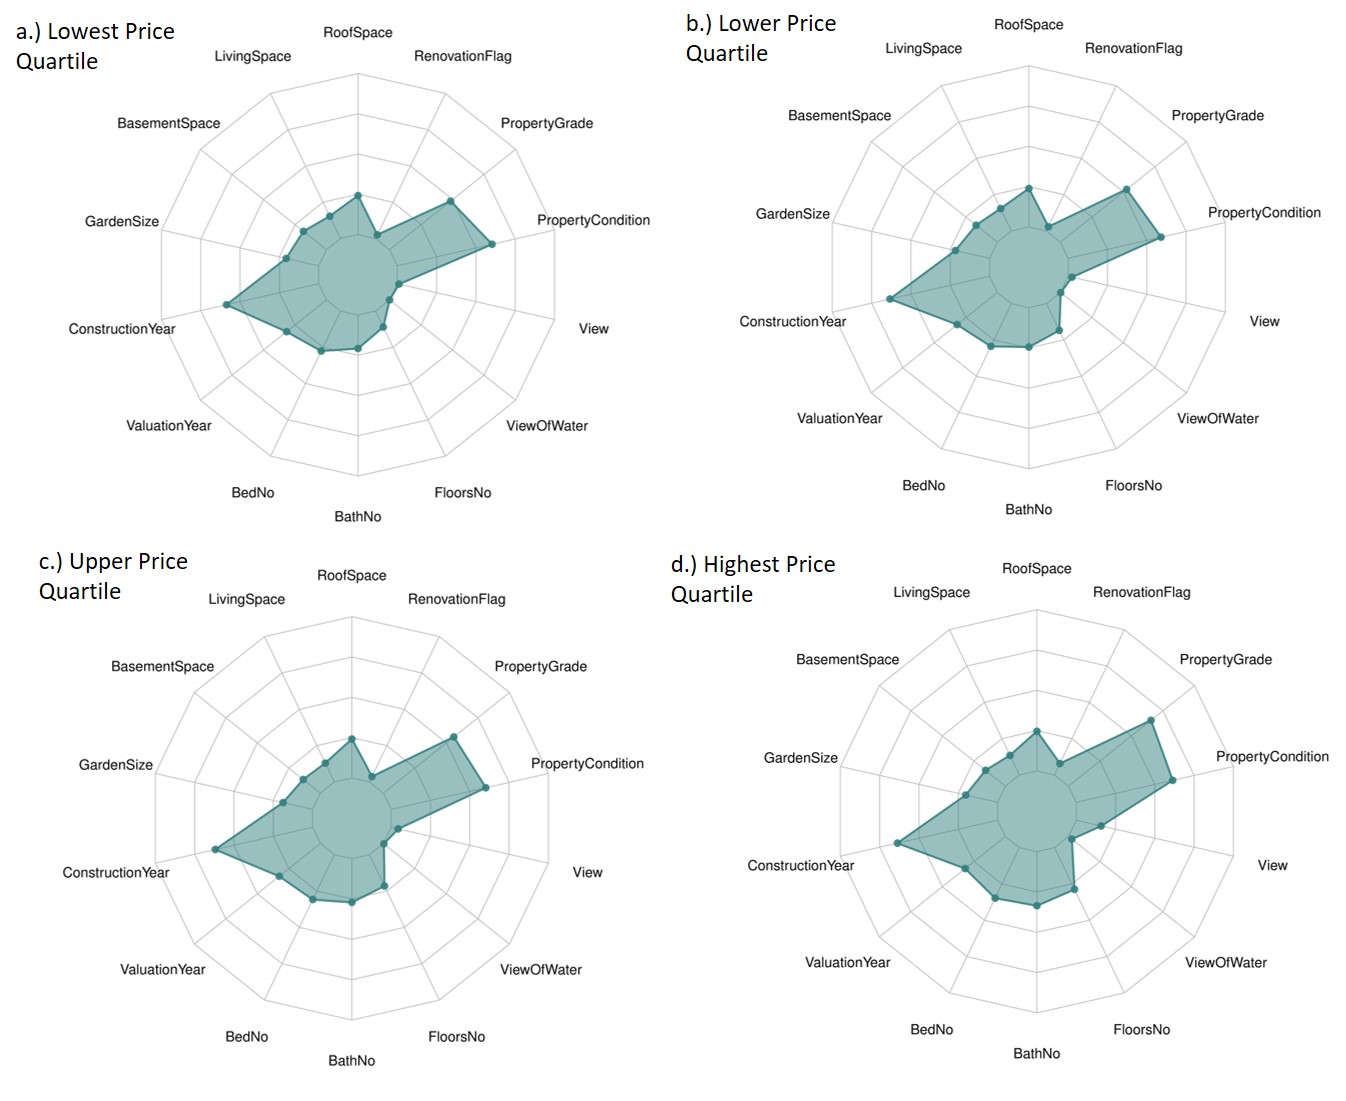 a.) Lowest Price
Quartile
RoofSpace
LivingSpace
RenovationFlag
BasementSpace
PropertyGrade
GardenSize
PropertyCondition
ConstructionYear
View
ValuationYear
ViewOfWater
BedNo
FloorsNo
BathNo
b.) Lower Price
Quartile
RoofSpace
LivingSpace
RenovationFlag
BasementSpace
PropertyGrade
GardenSize
PropertyCondition
ConstructionYear
View
ValuationYear
ViewOfWater
BedNo
FloorsNo
BathNo
c.) Upper Price
Quartile
RoofSpace
LivingSpace
RenovationFlag
BasementSpace
PropertyGrade
GardenSize
PropertyCondition
ConstructionYear
View
ValuationYear
ViewOfWater
BedNo
FloorsNo
BathNo
d.) Highest Price
Quartile
RoofSpace
LivingSpace
RenovationFlag
BasementSpace
PropertyGrade
GardenSize
PropertyCondition
ConstructionYear
View
ValuationYear
ViewOfWater
BedNo
FloorsNo
BathNo